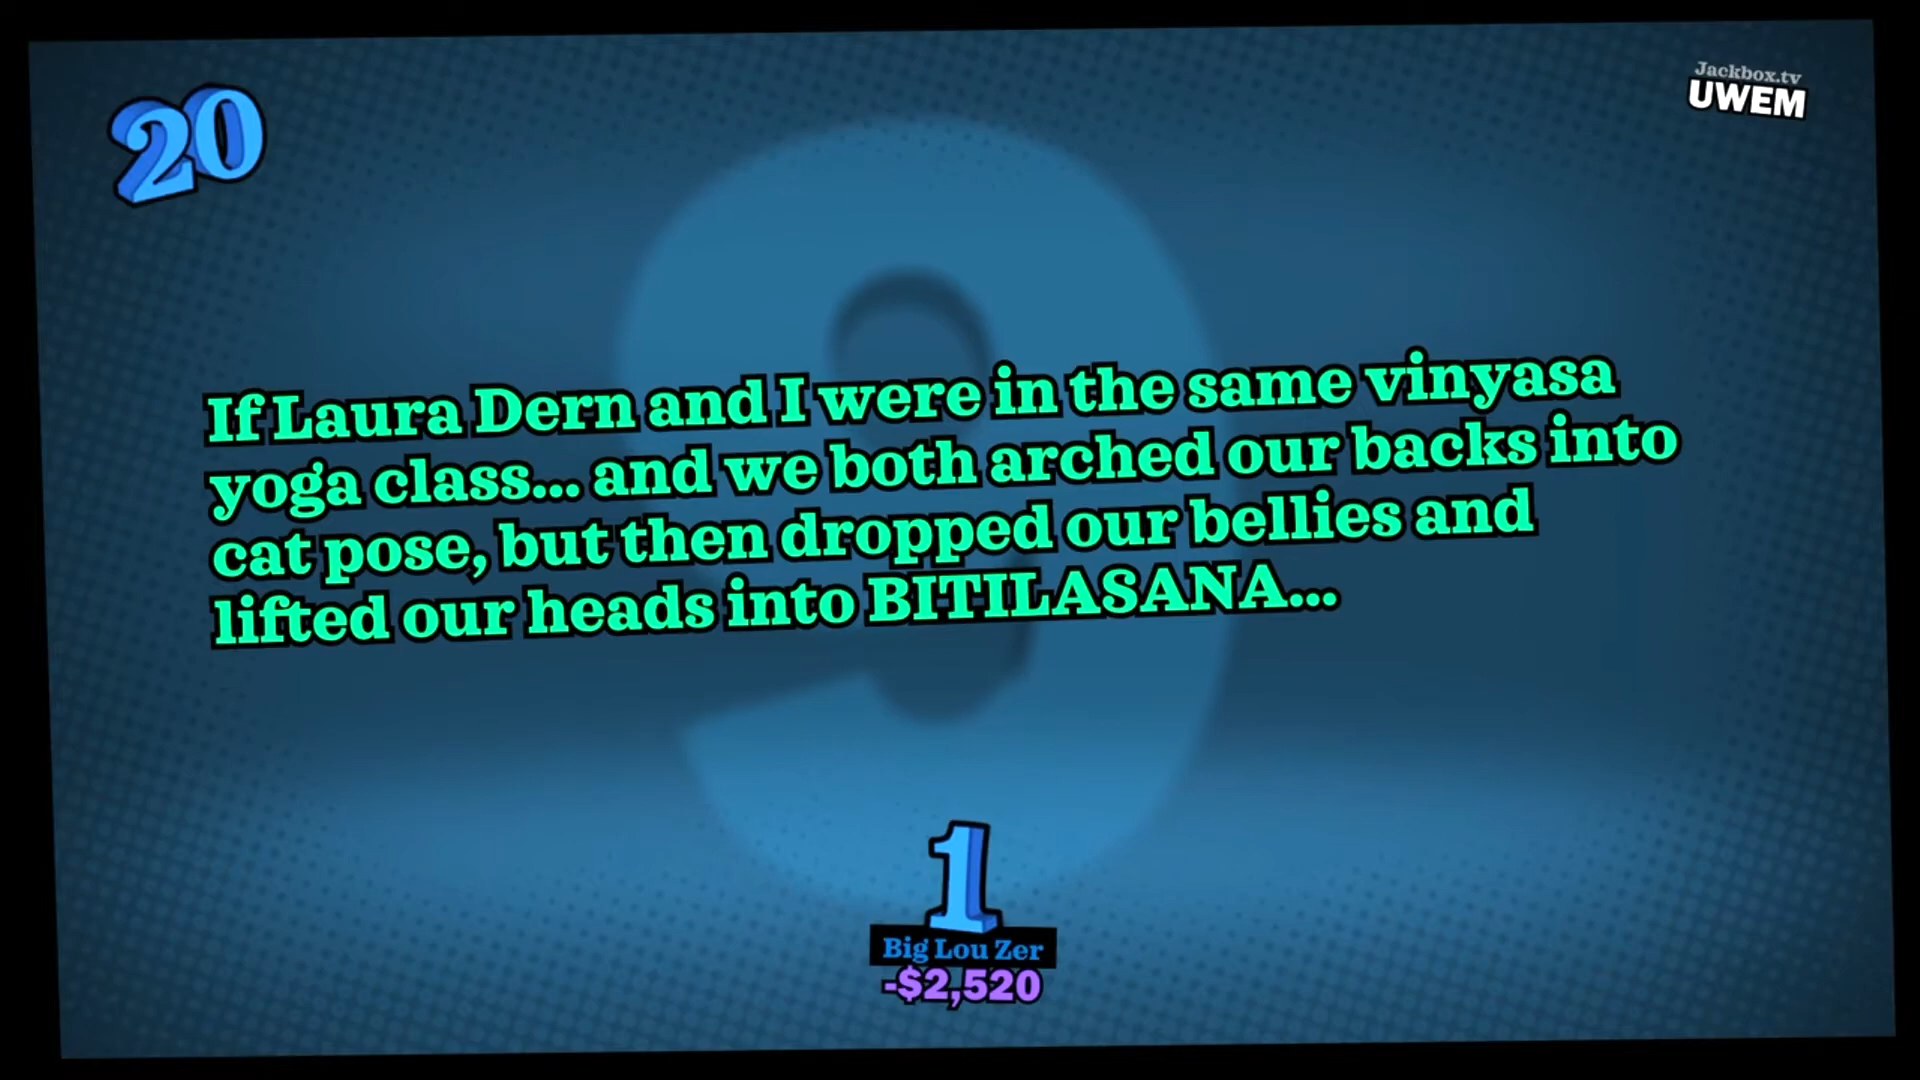 20
Jackbox.tv
UWEM
If Laura Dern and I were in the same vinyasa
yoga class... and we both arched our backs into
cat pose, but then dropped our bellies and
lifted our heads into BITILASANA...
9
1
Big Lou Zer
-$2,520